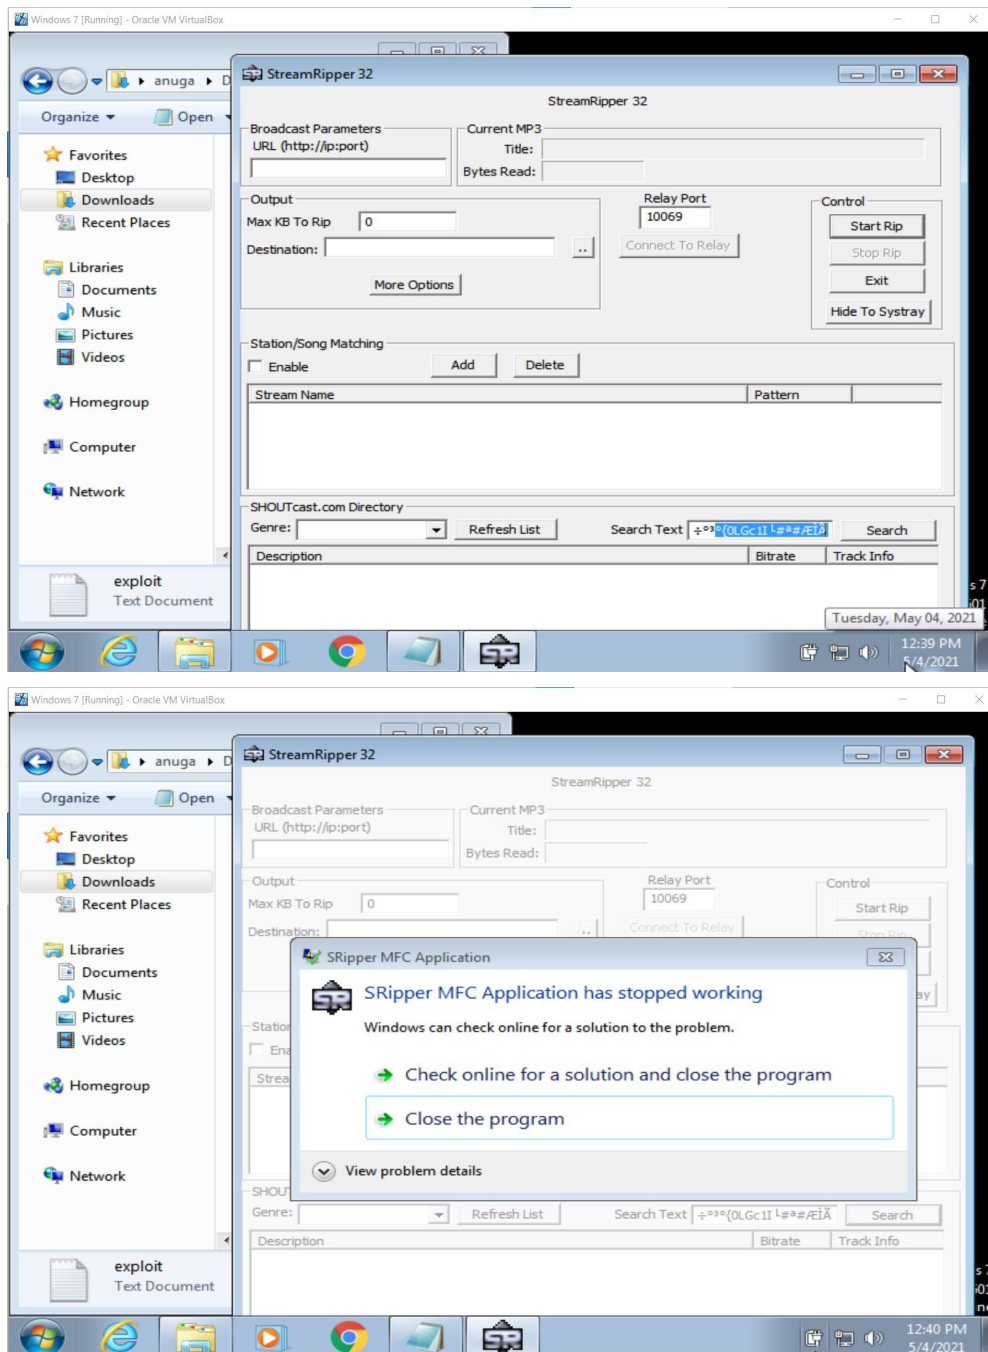 Windows 7 [Running] - Oracle VM VirtualBox
anuga D
StreamRipper 32
Organize Open
StreamRipper 32
Broadcast Parameters Current MP3
URL (http://ip:port) Title:
Bytes Read:
Favorites
Desktop
Downloads
Recent Places
Output Relay Port Control
Max KB To Rip 0 10069 Start Rip
Destination: .. Connect To Relay Stop Rip
More Options Exit
Hide To Systray
Libraries
Documents
Music
Pictures
Videos
Station/Song Matching
Enable Add Delete
Stream Name Pattern
Homegroup
Computer
Network
SHOUTcast.com Directory
Genre: Refresh List Search Text Search
Description Bitrate Track Info
exploit
Text Document
Tuesday, May 04, 2021
12:39 PM
5/4/2021
Windows 7 [Running] - Oracle VM VirtualBox
anuga D
StreamRipper 32
Organize Open
StreamRipper 32
Broadcast Parameters Current MP3
URL (http://ip:port) Title:
Bytes Read:
Favorites
Desktop
Downloads
Recent Places
Output Relay Port Control
Max KB To Rip 0 10069 Start Rip
Destination: .. Connect To Relay Stop Rip
SRipper MFC Application
SRipper MFC Application has stopped working
Windows can check online for a solution to the problem.
Check online for a solution and close the program
Close the program
View problem details
Libraries
Documents
Music
Pictures
Videos
Homegroup
Computer
Network
Genre: Refresh List Search Text Search
Description Bitrate Track Info
exploit
Text Document
12:40 PM
5/4/2021